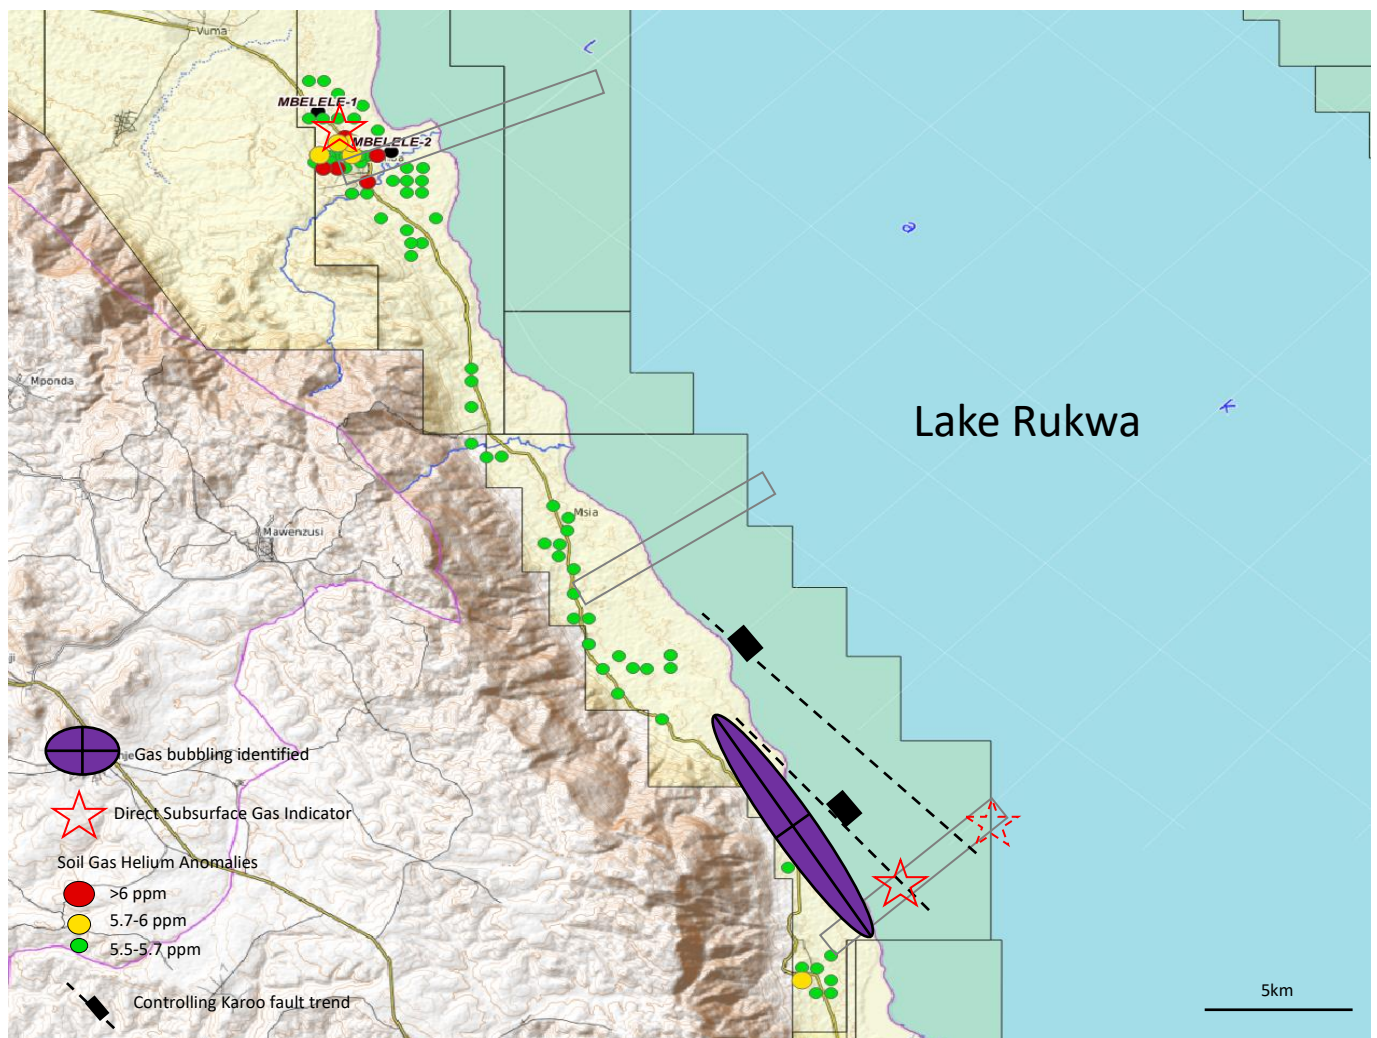 Vuma
L
MBELELE-1
MBELELE-2
a
Mponda
K
Lake Rukwa
Msia
Mawenzusi
Gas bubbling identified
Direct Subsurface Gas Indicator
Soil Gas Helium Anomalies
>6 ppm
5.7-6 ppm
5.5-5.7 ppm
Controlling Karoo fault trend
5km